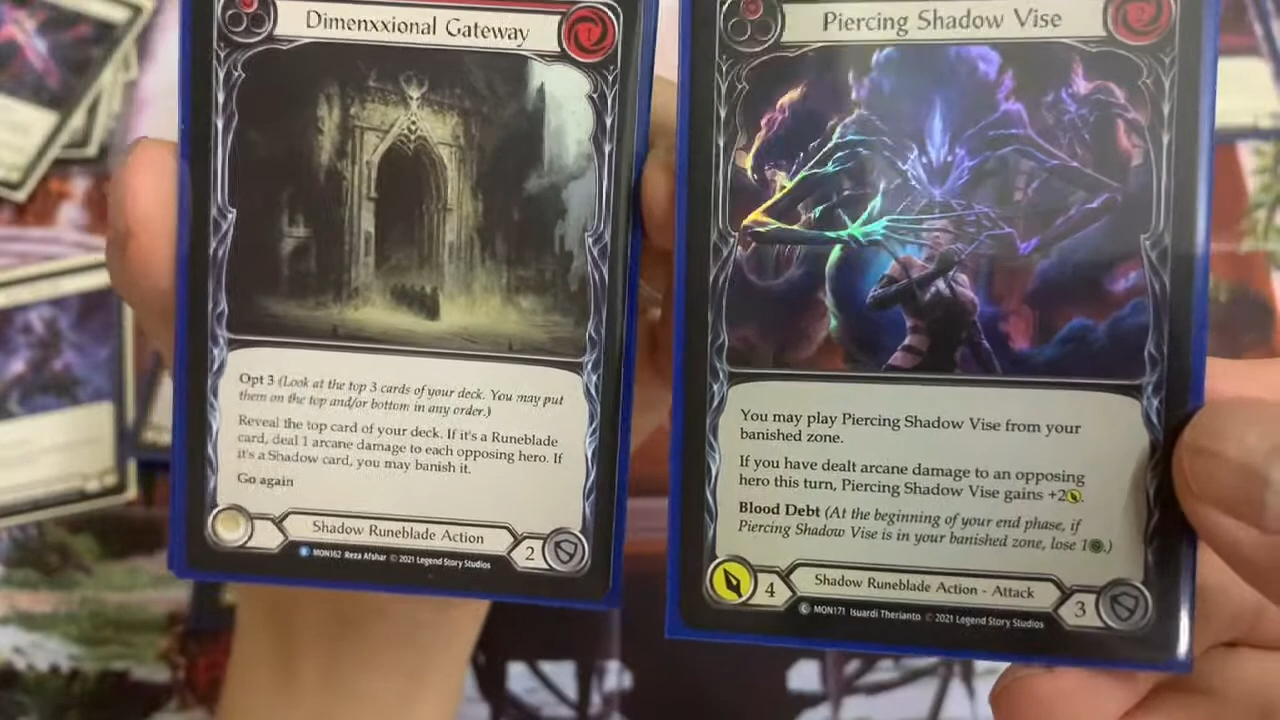 Dimenxxional Gateway
1
Opt 3 (Look at the top 3 cards of your deck. You may put
them on the top and/or bottom in any order.)
Reveal the top card of your deck. If it's a Runeblade
card, deal 1 arcane damage to each opposing hero. If
it's a Shadow card, you may banish it.
Go again
Shadow Runeblade Action
2
R MON162 Reza Afshar © 2021 Legend Story Studios
Piercing Shadow Vise
2
You may play Piercing Shadow Vise from your
banished zone.
If you have dealt arcane damage to an opposing
hero this turn, Piercing Shadow Vise gains +2
Blood Debt (At the beginning of your end phase, if
Piercing Shadow Vise is in your banished zone, lose 1 .)
4
Shadow Runeblade Action - Attack
3
C MON171 Isuardi Therianto © 2021 Legend Story Studios